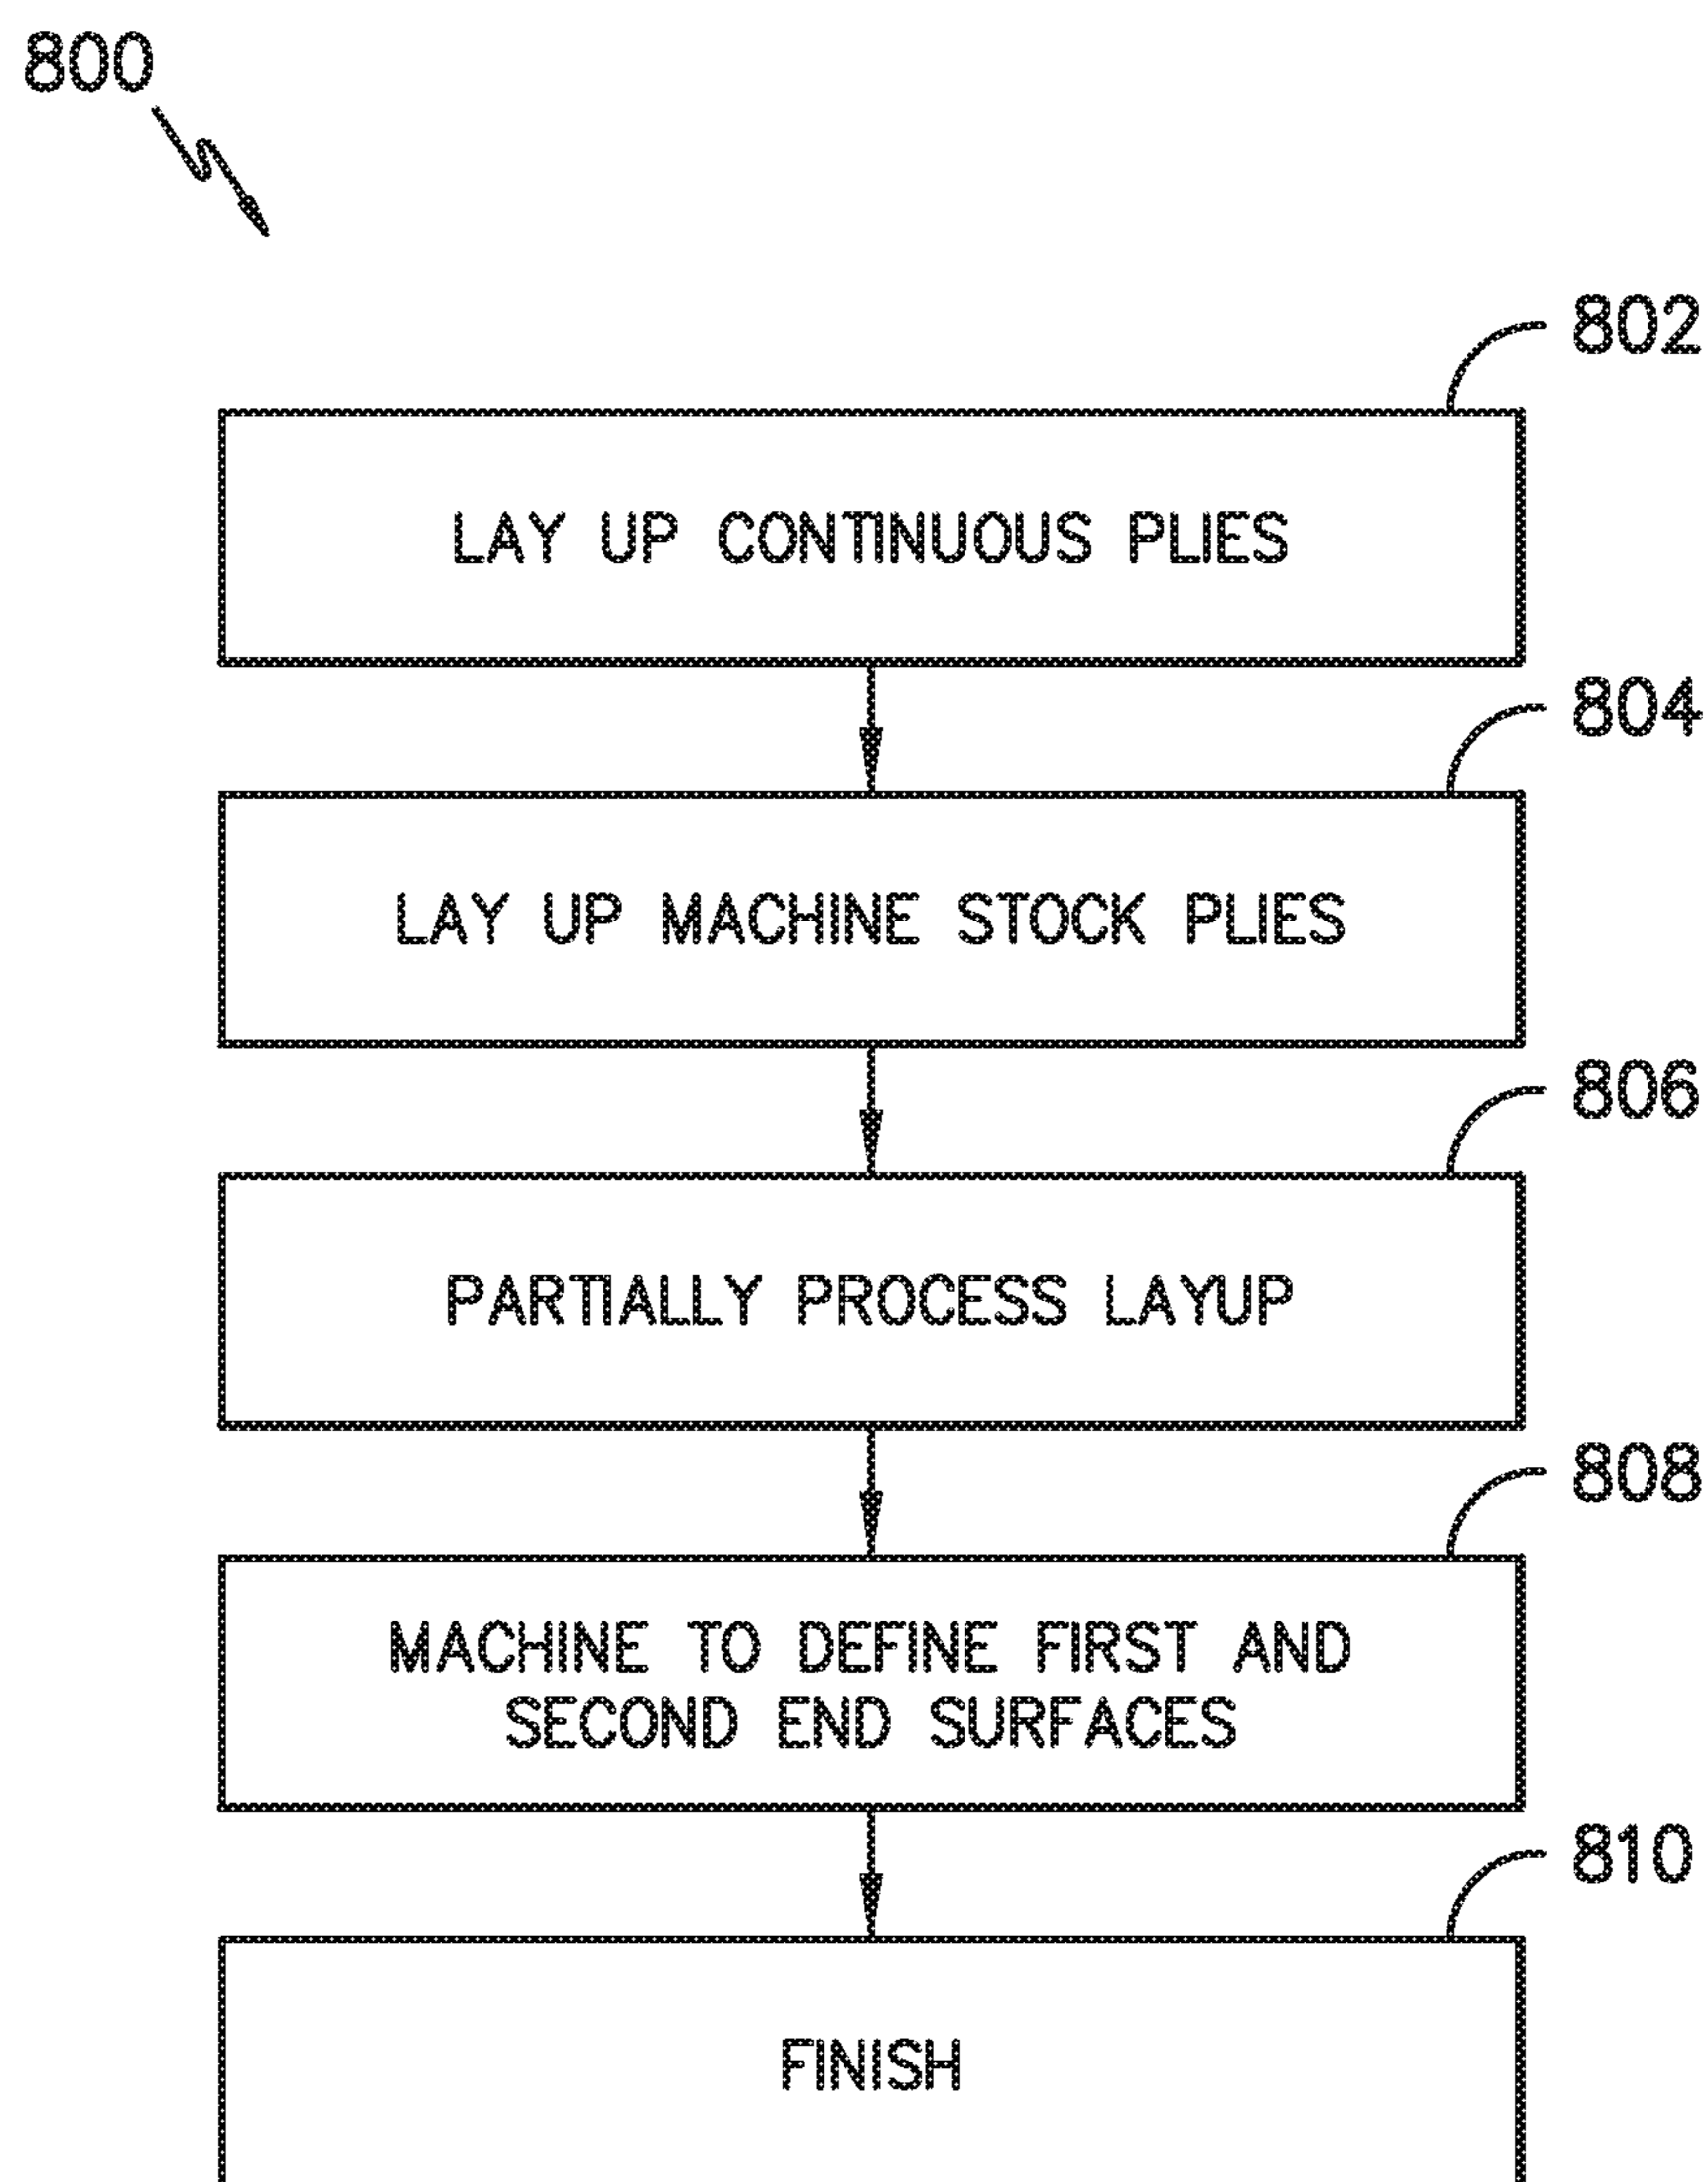 800
802
LAY UP CONTINUOUS PLIES
804
LAY UP MACHINE STOCK PLIES
806
PARTIALLY PROCESS LAYUP
808
MACHINE TO DEFINE FIRST AND
SECOND END SURFACES
810
FINISH